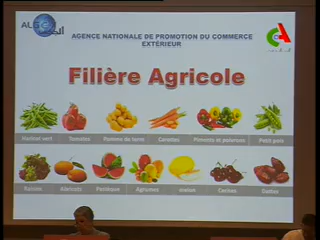 ALGEX
AGENCE NATIONALE DE PROMOTION DU COMMERCE
EXTÉRIEUR
Filière Agricole
Haricot vert Tomates Pomme de terre Carottes Piments et poivrons Petit pois
Raisins Abricots Pastèque Agrumes melon Cerises Dattes